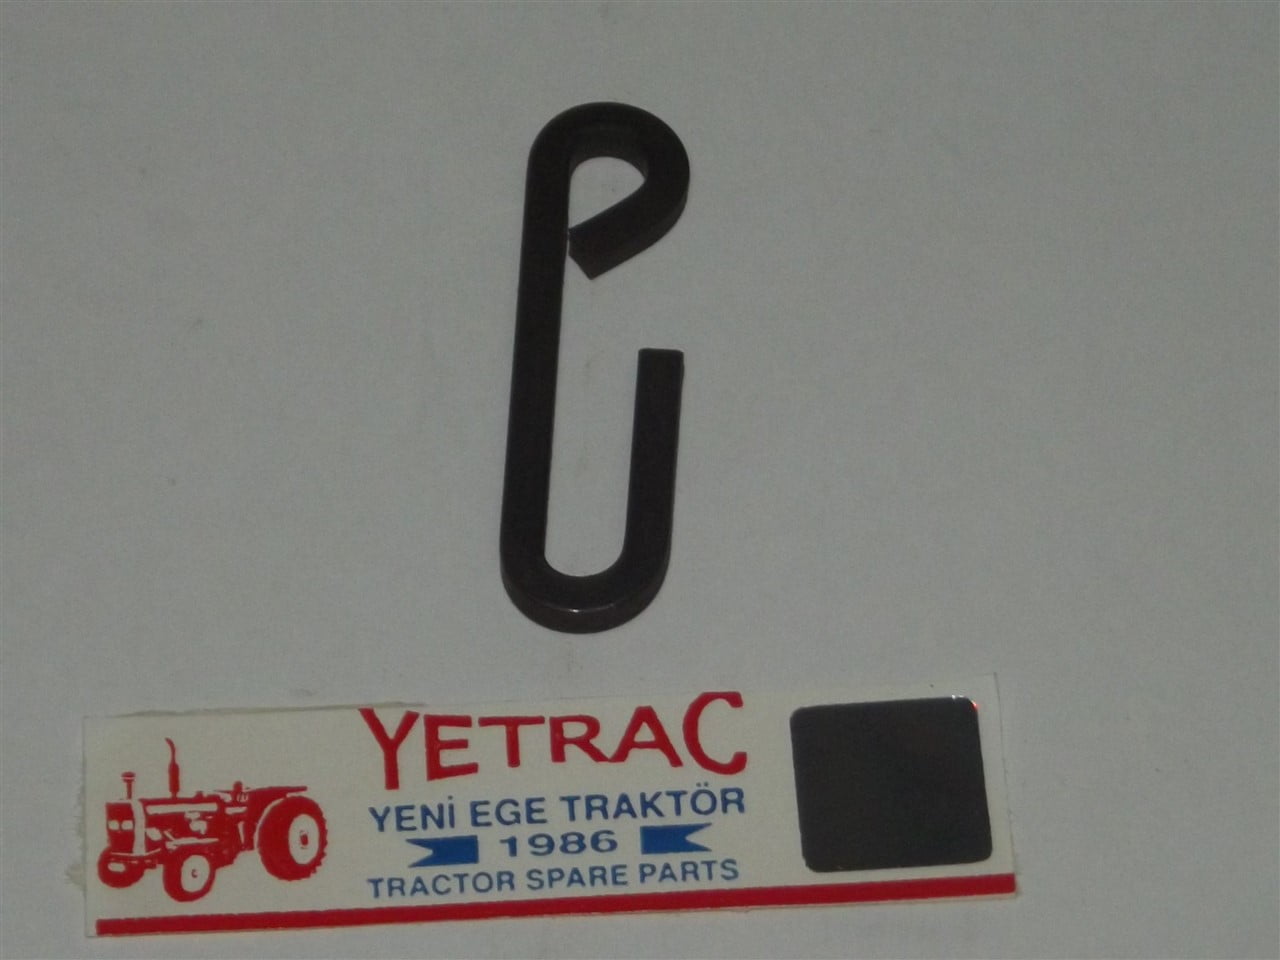 YETRAC
YENİ EGE TRAKTÖR
1986
TRACTOR SPARE PARTS